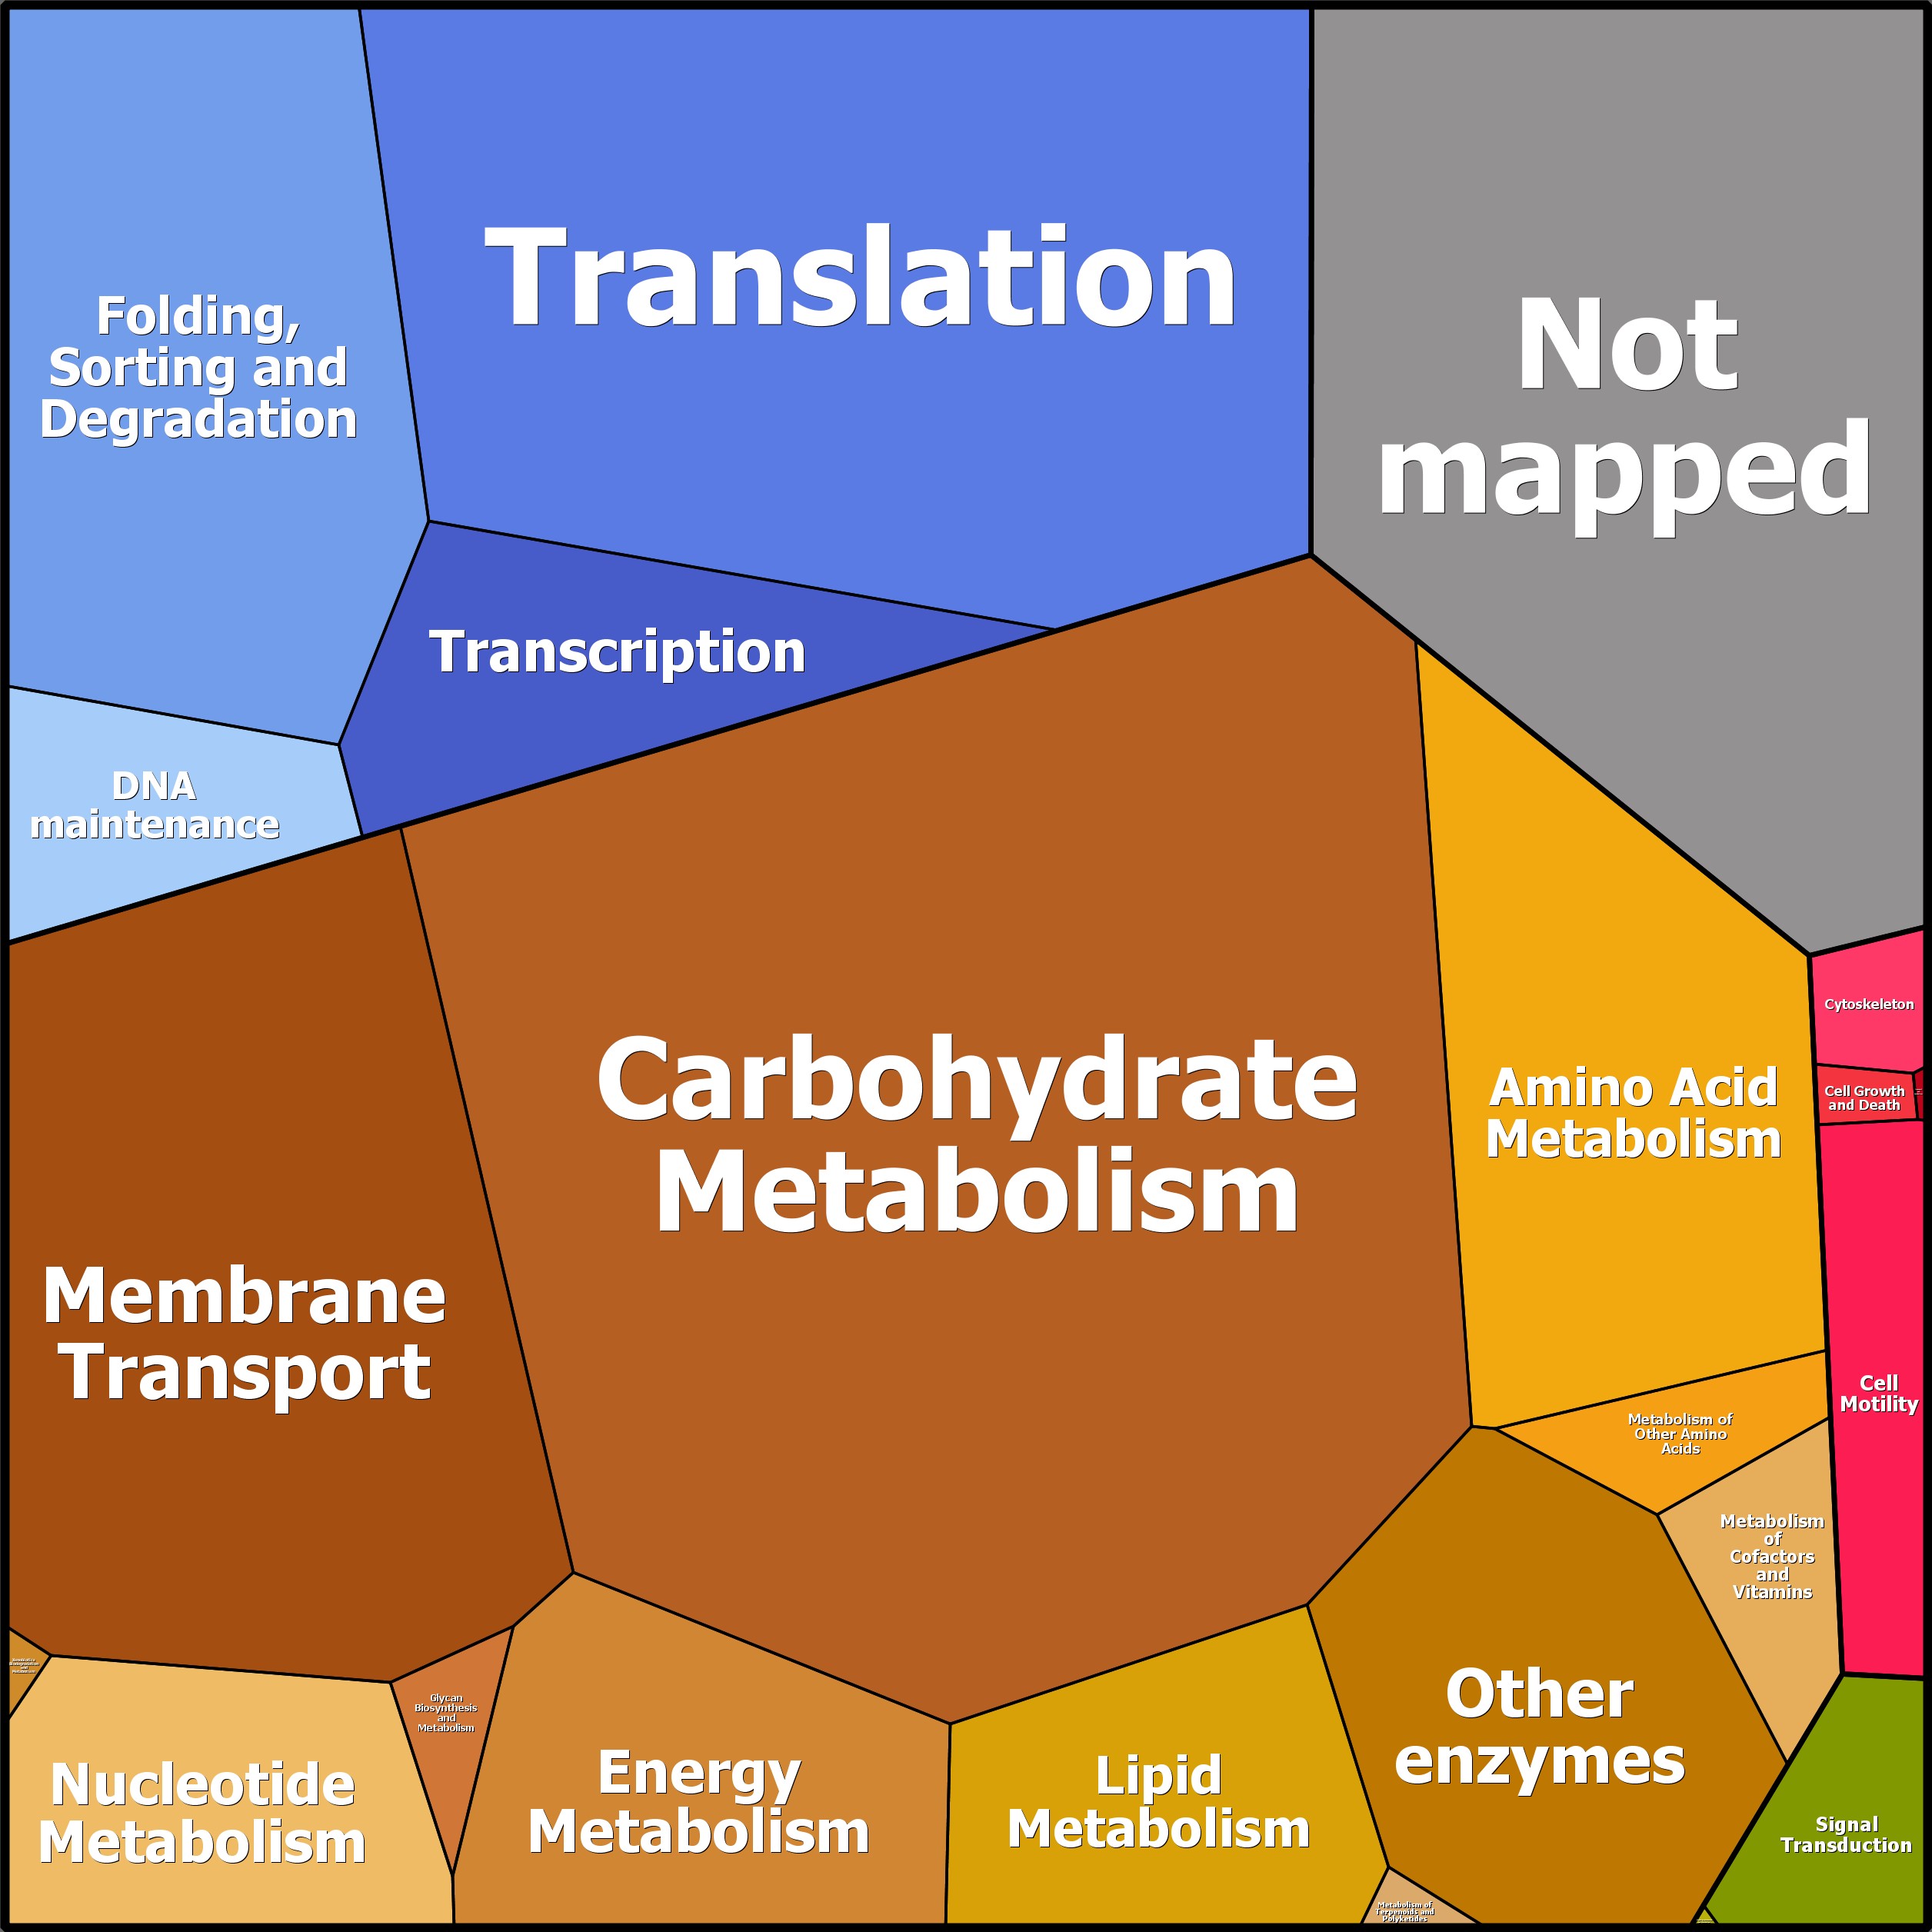 Translation
Not
mapped
Folding,
Sorting and
Degradation
Transcription
DNA
maintenance
Cytoskeleton
Cell Growth
and Death
Carbohydrate
Metabolism
Amino Acid
Metabolism
Membrane
Transport
Cell
Motility
Metabolism of
Other Amino
Acids
Metabolism
of
Cofactors
and
Vitamins
Glycan
Biosynthesis
and
Metabolism
Other
enzymes
Nucleotide
Metabolism
Energy
Metabolism
Lipid
Metabolism
Signal
Transduction
Metabolism of
Terpenoids and
Polyketides